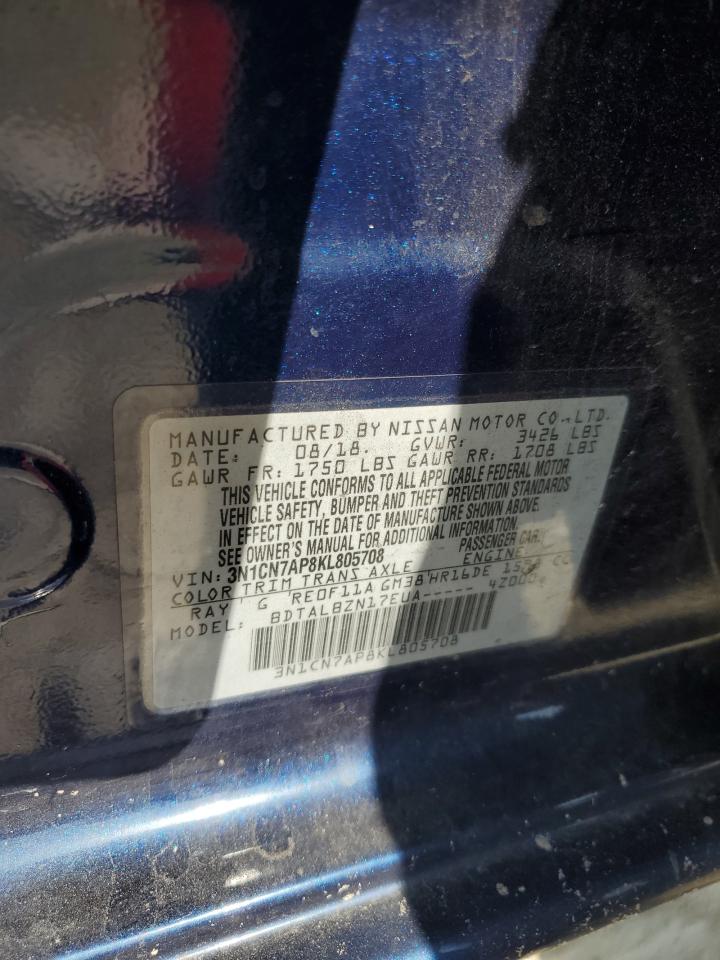 MANUFACTURED BY NISSAN MOTOR CO.,LTD.
DATE: 08/18. GVWR: 3426 LBS
GAWR FR: 1750 LBS GAWR RR: 1708 LBS
THIS VEHICLE CONFORMS TO ALL APPLICABLE FEDERAL MOTOR
VEHICLE SAFETY, BUMPER AND THEFT PREVENTION STANDARDS
IN EFFECT ON THE DATE OF MANUFACTURE SHOWN ABOVE.
SEE OWNER'S MANUAL FOR ADDITIONAL INFORMATION.
VIN: 3N1CN7AP8KL805708 PASSENGER CAR
COLOR TRIM TRANS AXLE ENGINE
RAY G RE0F11A GM38 HR16DE CC
MODEL: BDTALBZN17EUA-----
3N1CN7AP8KL805708